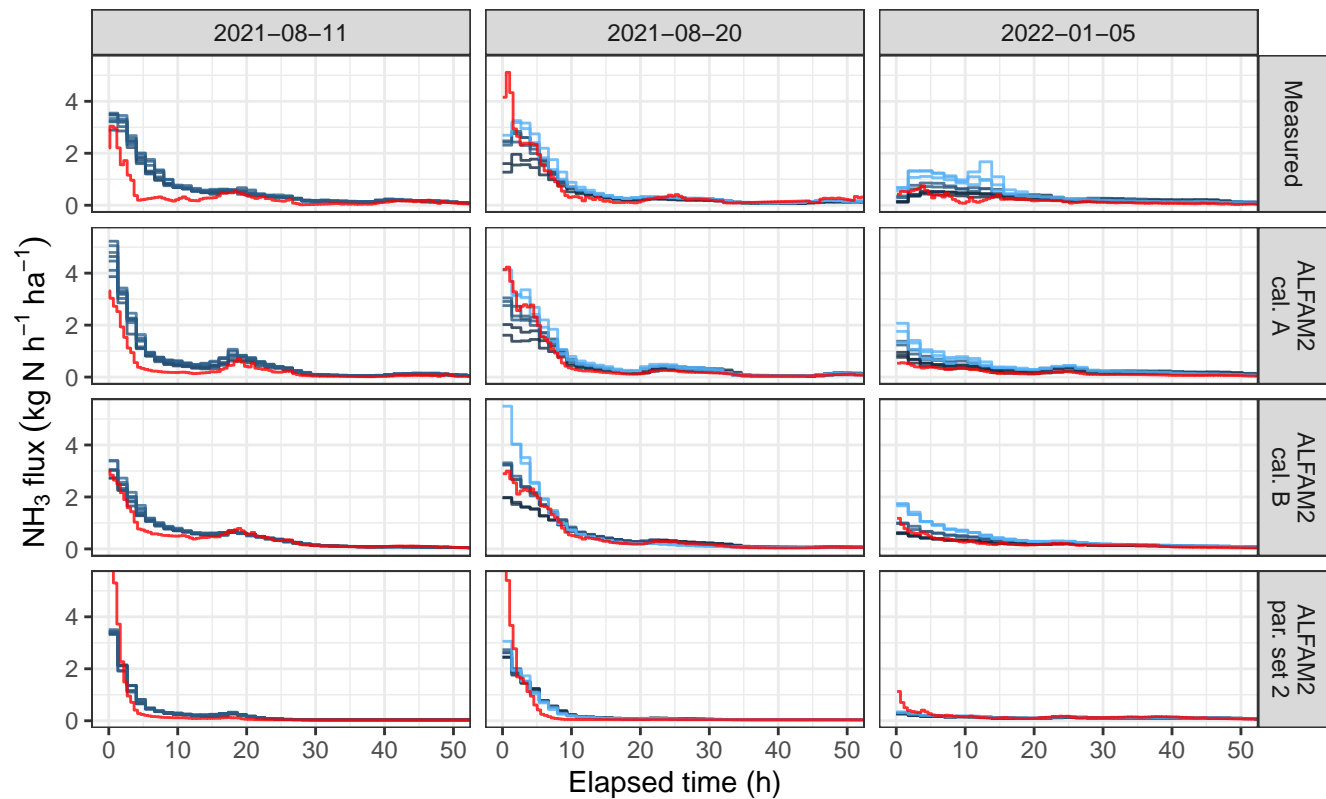 2021−08−11 2021−08−20 2022−01−05
4
2
0
Measured
4
2
0
ALFAM2
cal. A
4
2
0
ALFAM2
cal. B
4
2
0
ALFAM2
par. set 2
NH₃ flux (kg N h⁻¹ ha⁻¹)
0 10 20 30 40 50 0 10 20 30 40 50 0 10 20 30 40 50
Elapsed time (h)